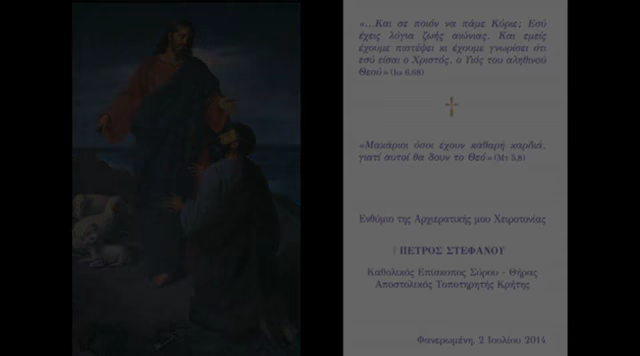 «...Και σε ποιόν να πάμε Κύριε; Εσύ
έχεις λόγια ζωής αιώνιας. Και εμείς
έχουμε πιστέψει κι έχουμε γνωρίσει ότι
εσύ είσαι ο Χριστός, ο Υιός του αληθινού
Θεού» (Ιω 6,68)
«Μακάριοι όσοι έχουν καθαρή καρδιά,
γιατί αυτοί θα δουν το Θεό» (Μτ 5,8)
Ενθύμιο της Αρχιερατικής μου Χειροτονίας
† ΠΕΤΡΟΣ ΣΤΕΦΑΝΟΥ
Καθολικός Επίσκοπος Σύρου - Θήρας
Αποστολικός Τοποτηρητής Κρήτης
Φανερωμένη, 2 Ιουλίου 2014